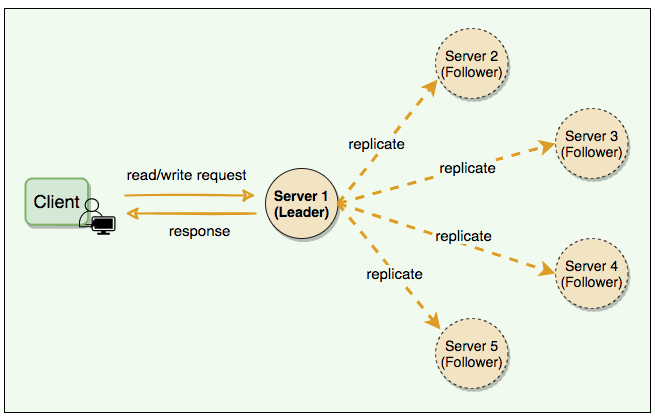 Server 2
(Follower)
replicate
Server 3
(Follower)
replicate
read/write request
Client
Server 1
(Leader)
response
replicate
Server 4
(Follower)
replicate
Server 5
(Follower)